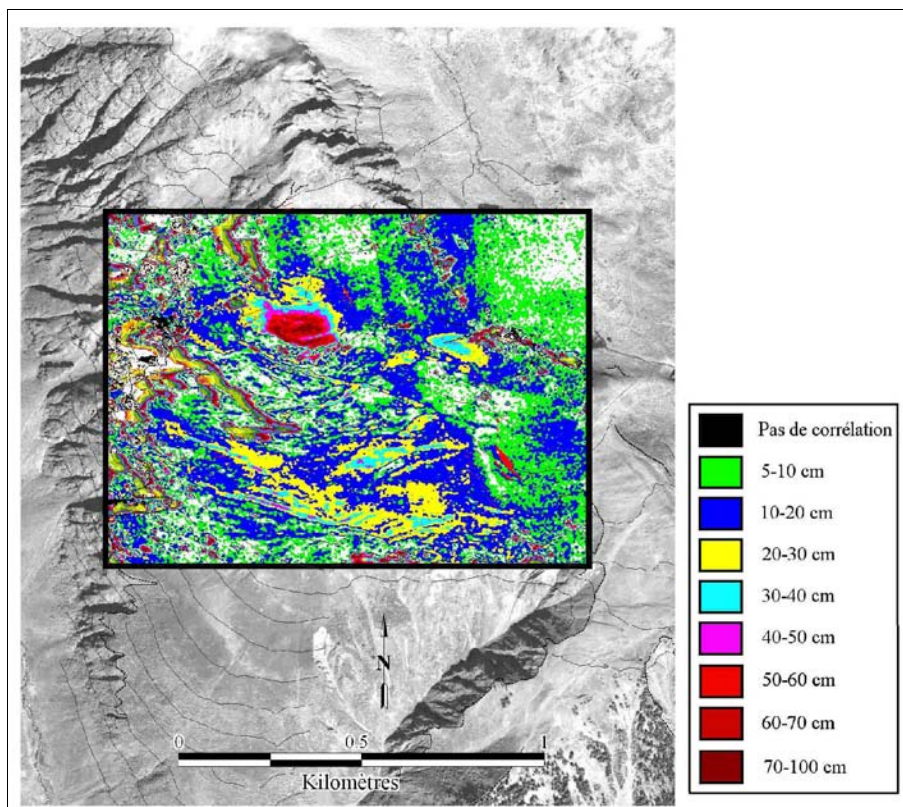 N
0 0.5 1
Kilomètres
Pas de corrélation
5-10 cm
10-20 cm
20-30 cm
30-40 cm
40-50 cm
50-60 cm
60-70 cm
70-100 cm